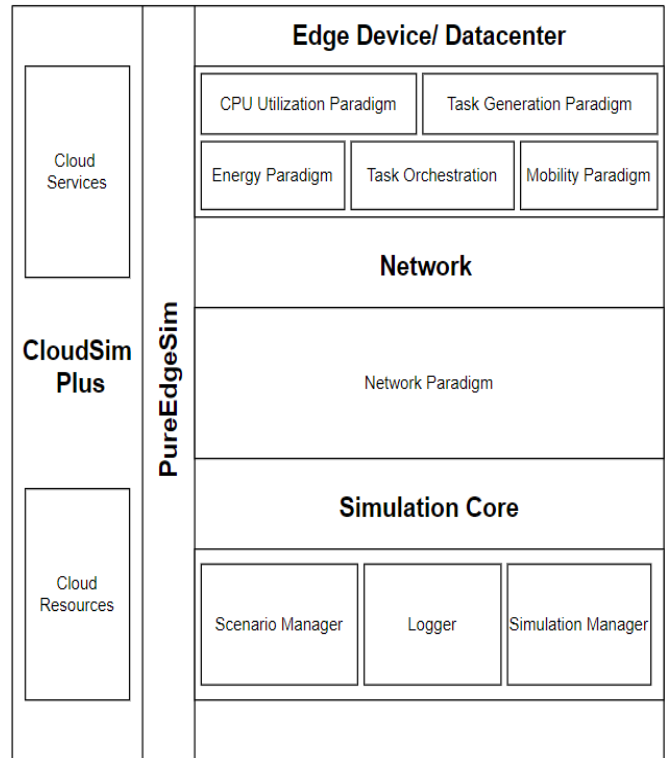 Cloud
Services
CloudSim
Plus
Cloud
Resources
PureEdgeSim
Edge Device/ Datacenter
CPU Utilization Paradigm
Task Generation Paradigm
Energy Paradigm
Task Orchestration
Mobility Paradigm
Network
Network Paradigm
Simulation Core
Scenario Manager
Logger
Simulation Manager